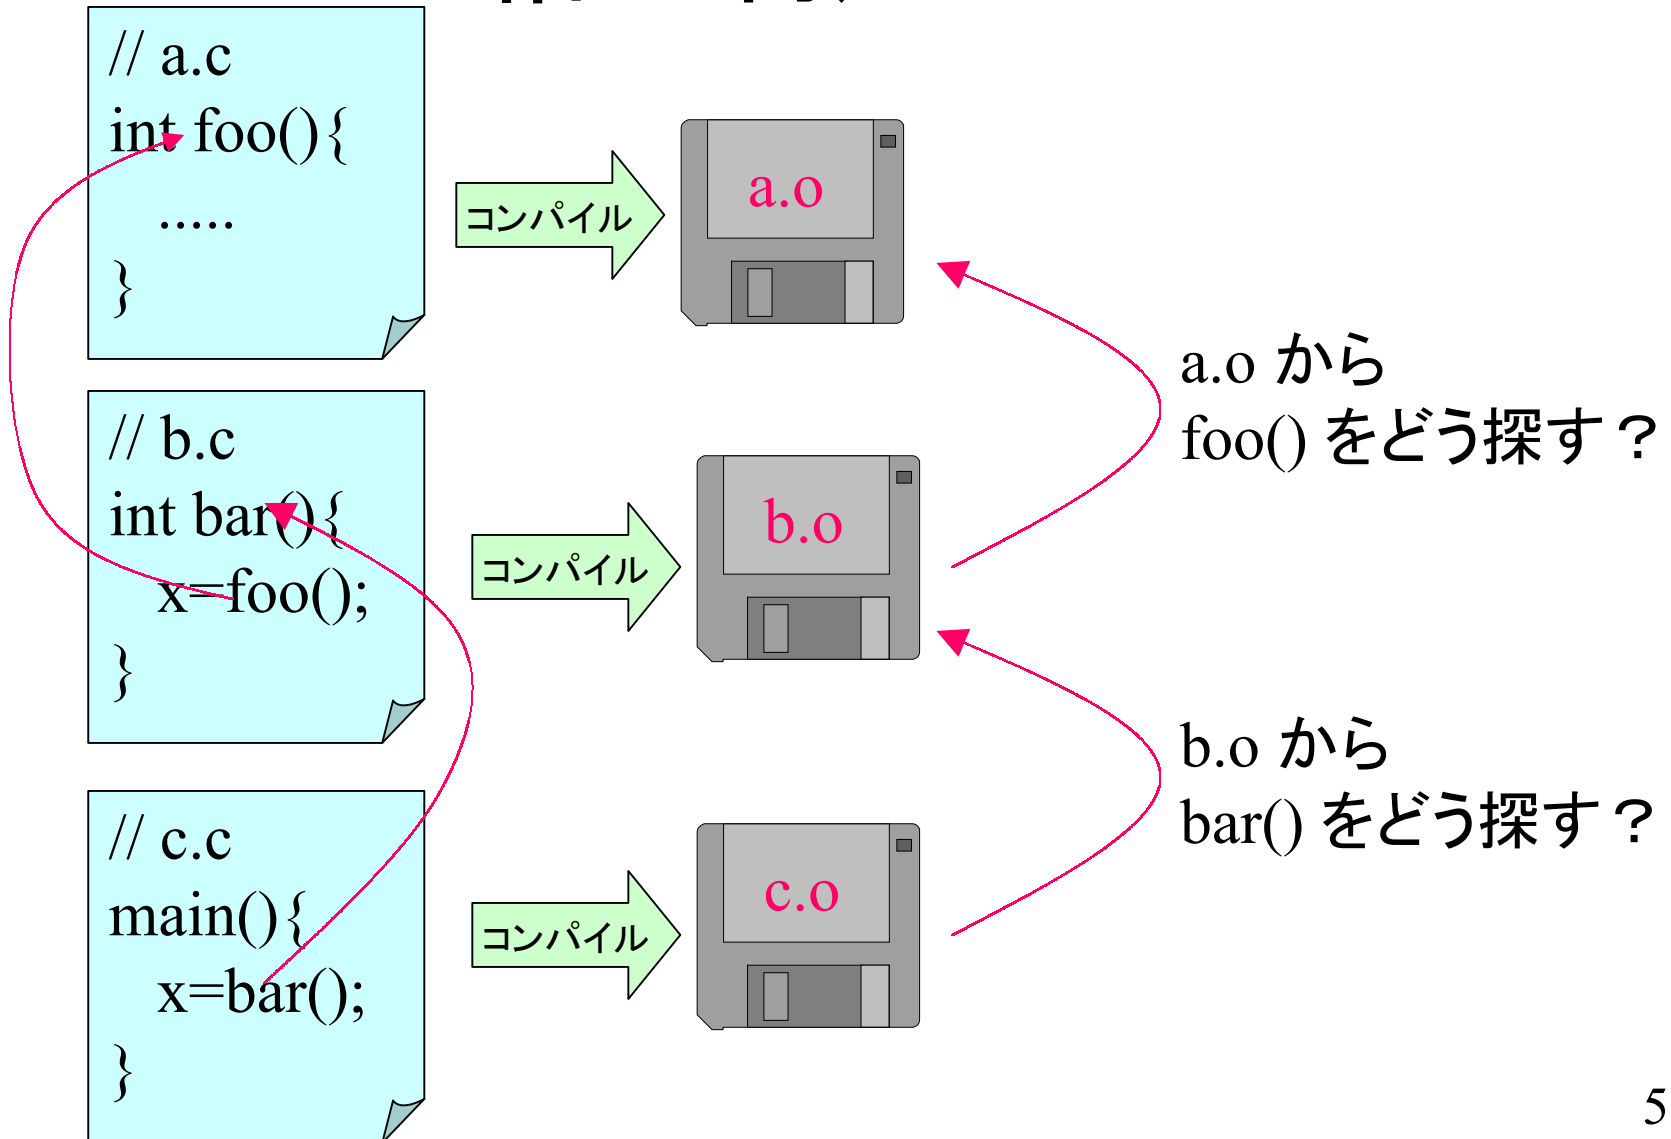 // a.c
int foo(){
.....
}
コンパイル
a.o
// b.c
int bar(){
x=foo();
}
コンパイル
b.o
// c.c
main(){
x=bar();
}
コンパイル
c.o
a.o から
foo() をどう探す？
b.o から
bar() をどう探す？
5